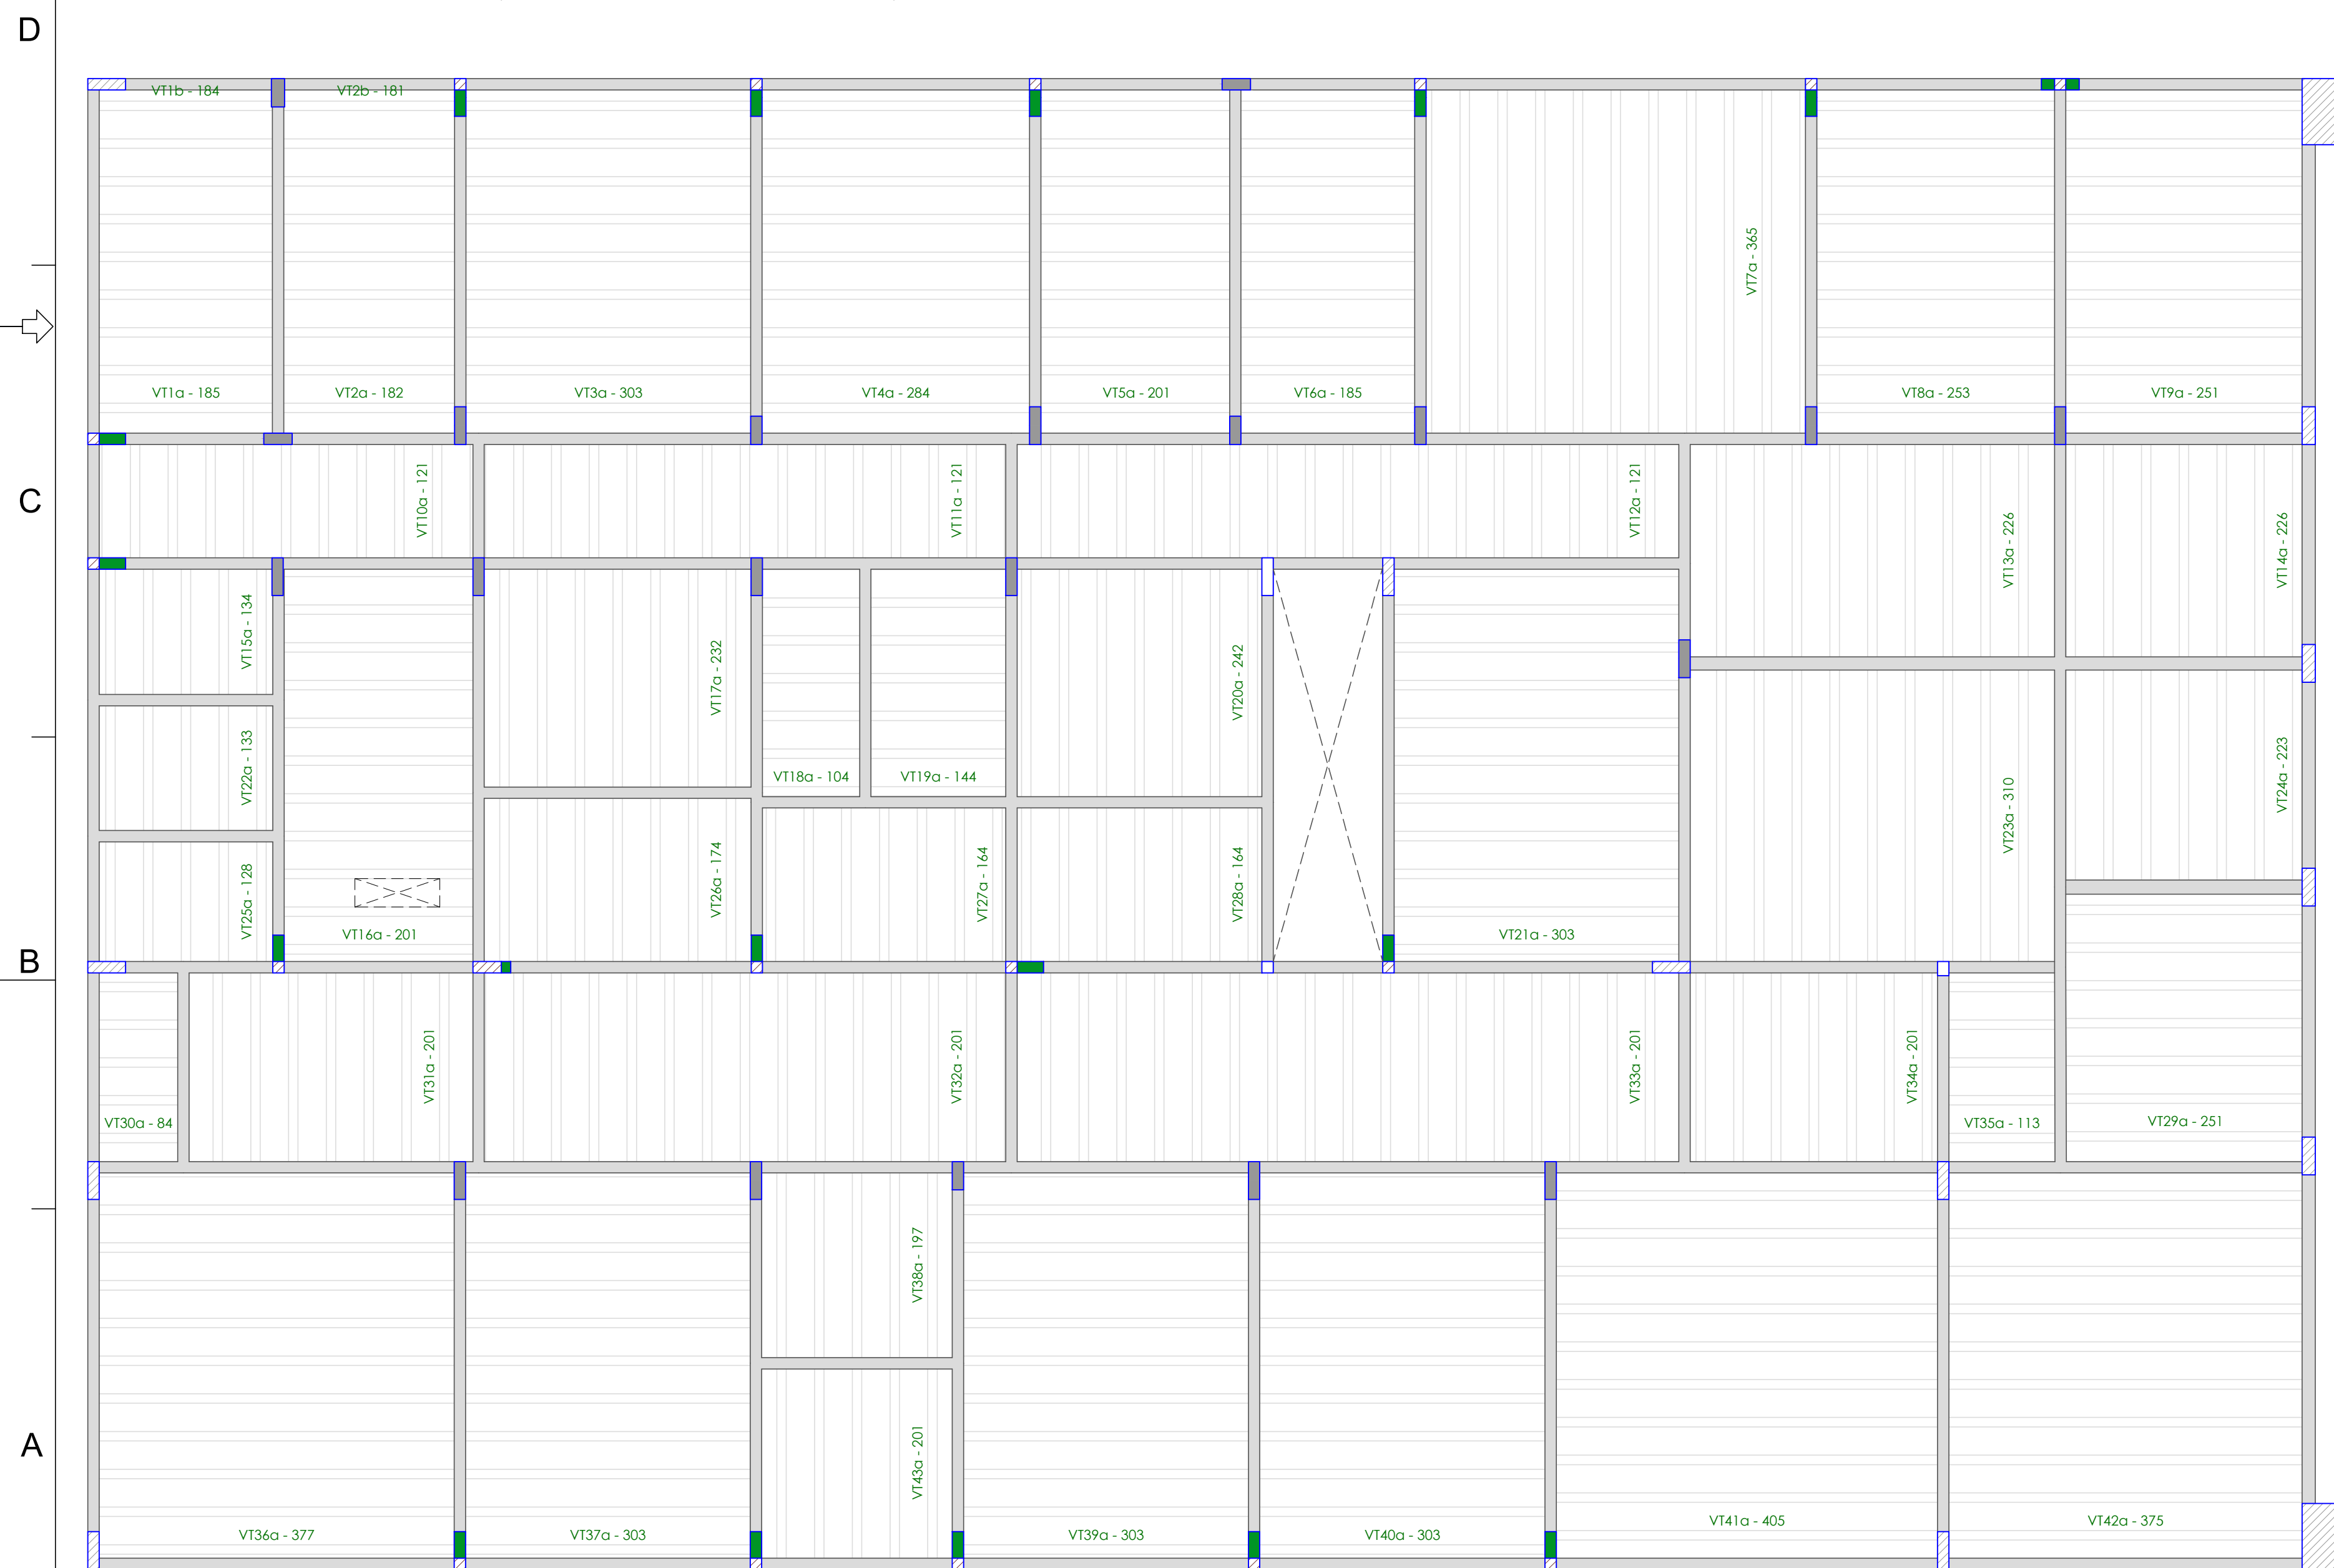 D
VT1b - 184
VT2b - 181
VT7a - 365
VT1a - 185
VT2a - 182
VT3a - 303
VT4a - 284
VT5a - 201
VT6a - 185
VT8a - 253
VT9a - 251
C
VT10a - 121
VT11a - 121
VT12a - 121
VT13a - 226
VT14a - 226
VT15a - 134
VT17a - 232
VT20a - 242
VT22a - 133
VT18a - 104
VT19a - 144
VT23a - 310
VT24a - 223
VT25a - 128
VT26a - 174
VT27a - 164
VT28a - 164
VT16a - 201
VT21a - 303
B
VT31a - 201
VT32a - 201
VT33a - 201
VT34a - 201
VT30a - 84
VT35a - 113
VT29a - 251
VT38a - 197
A
VT43a - 201
VT36a - 377
VT37a - 303
VT39a - 303
VT40a - 303
VT41a - 405
VT42a - 375